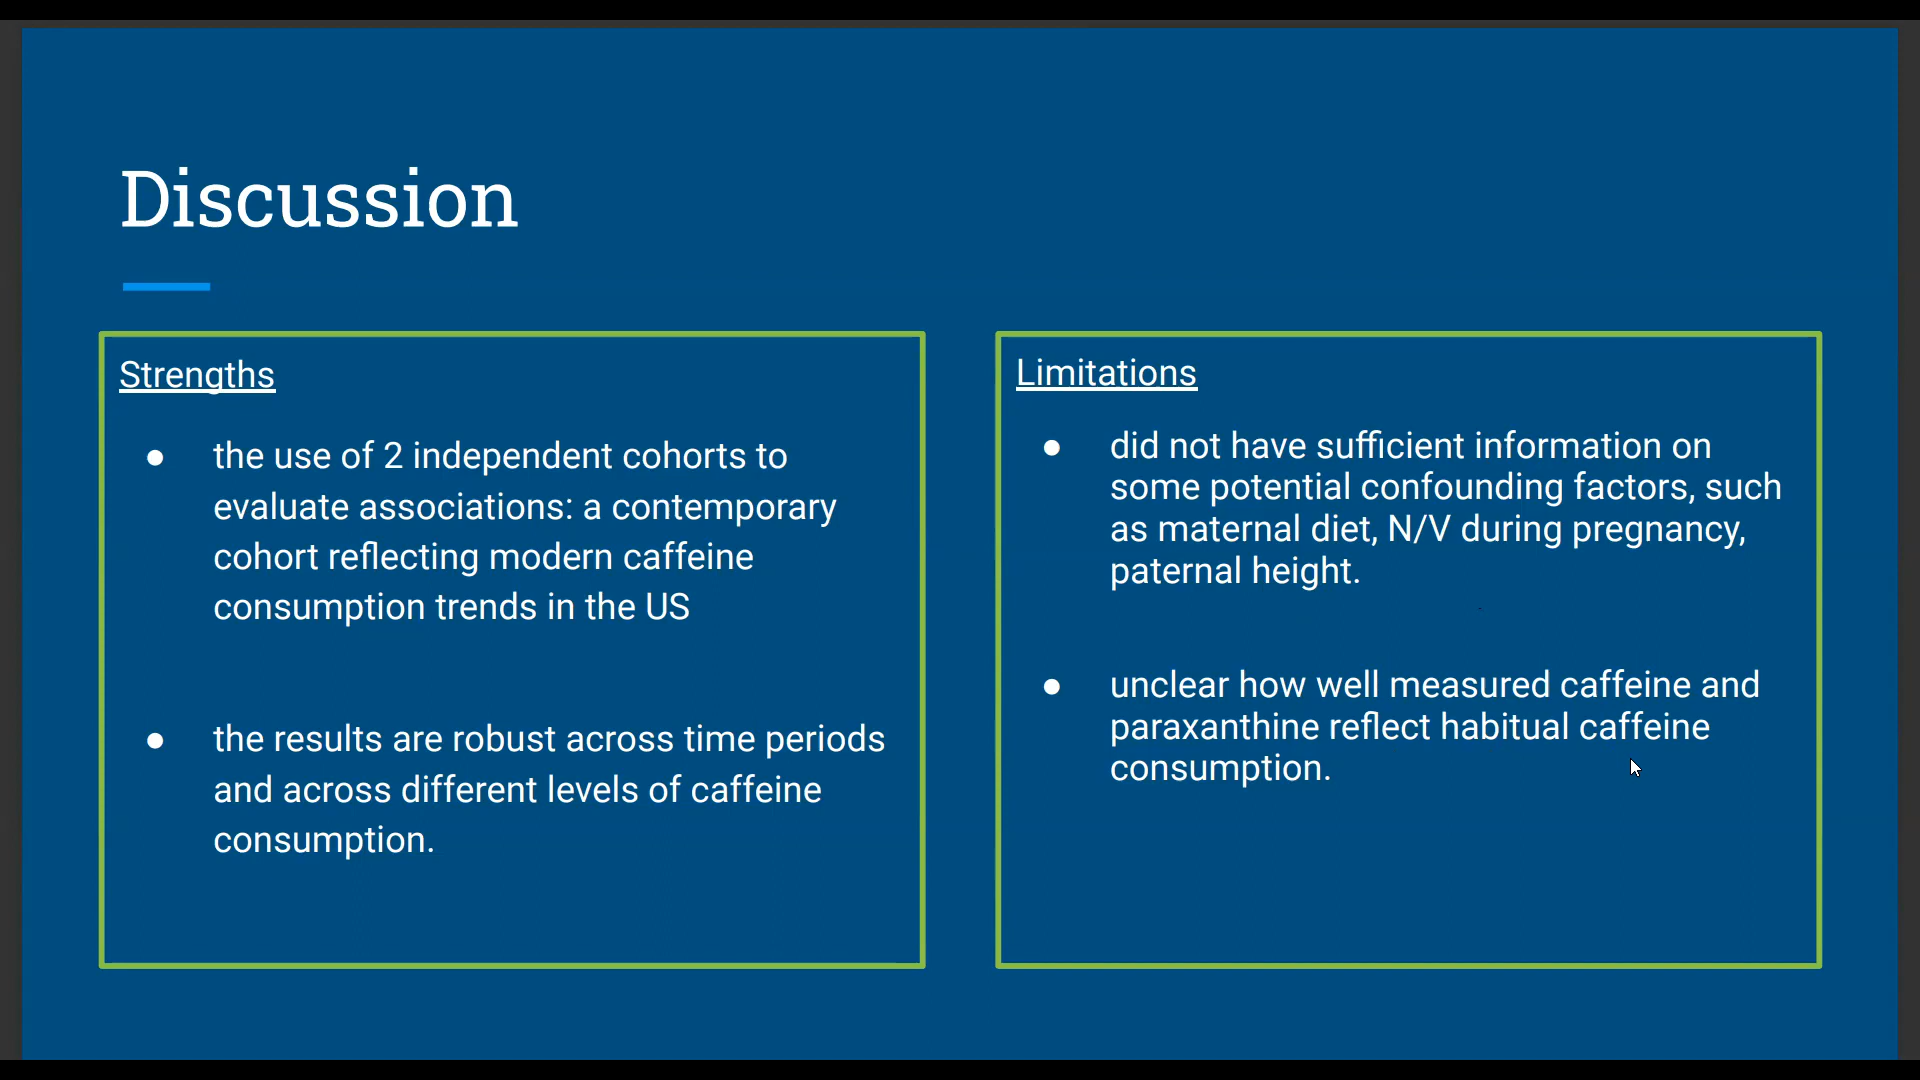 Discussion
Strengths
● the use of 2 independent cohorts to
evaluate associations: a contemporary
cohort reflecting modern caffeine
consumption trends in the US
● the results are robust across time periods
and across different levels of caffeine
consumption.
Limitations
● did not have sufficient information on
some potential confounding factors, such
as maternal diet, N/V during pregnancy,
paternal height.
● unclear how well measured caffeine and
paraxanthine reflect habitual caffeine
consumption.